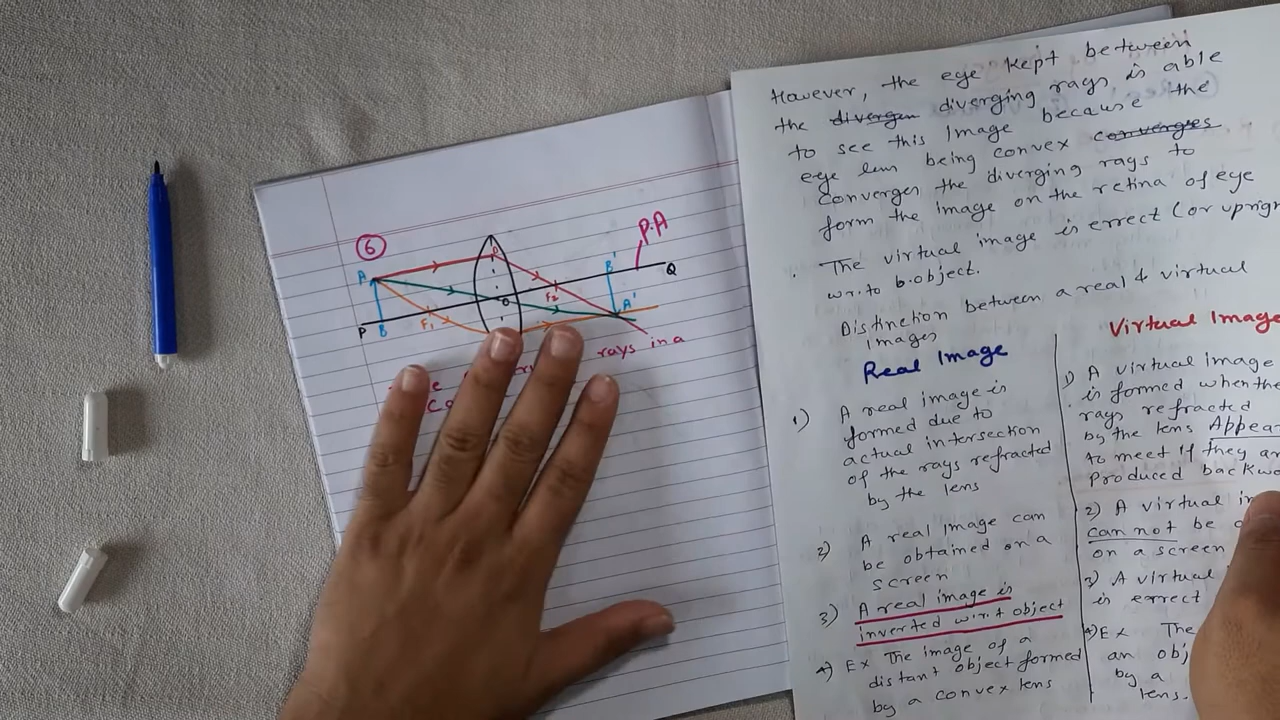 6
A
O
P.A
B'
Q
F2
O
A'
P
B
F1
rays in a
However, the eye kept between
the divergen diverging rays is able
to see this Image because the
eye len being convex converges
converges the diverging rays to
form the image on the retina of eye
The virtual image is errect (or uprigh
w.r.to b.object.
Distinction between a real & virtual
images
Real Image
1) A real image is
formed due to
actual intersection
of the rays refracted
by the lens
2) A real image can
be obtained on a
screen
3) A real image is
inverted w.r.t object
4) Ex The image of a
distant object formed
by a convex lens
Virtual Image
1) A virtual image
is formed when the
rays refracted
by the lens Appea
to meet if they ar
produced backwa
2) A virtual i
can not be
on a screen
3) A virtual
is errect
4) Ex The
an obj
by a
lens.